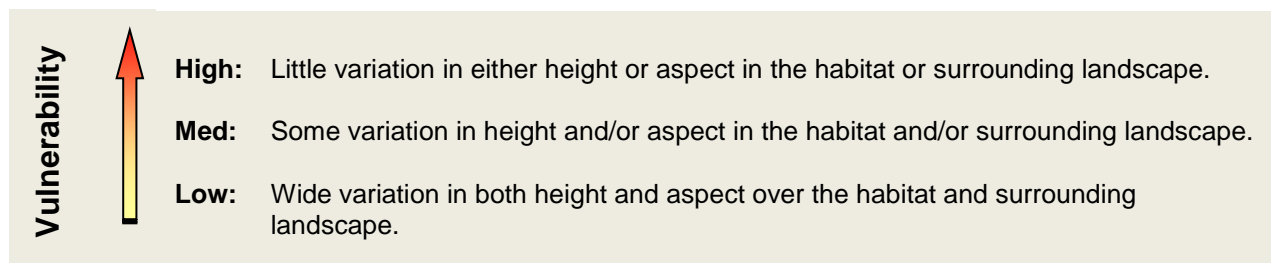 Vulnerability
High: Little variation in either height or aspect in the habitat or surrounding landscape.
Med: Some variation in height and/or aspect in the habitat and/or surrounding landscape.
Low: Wide variation in both height and aspect over the habitat and surrounding
landscape.